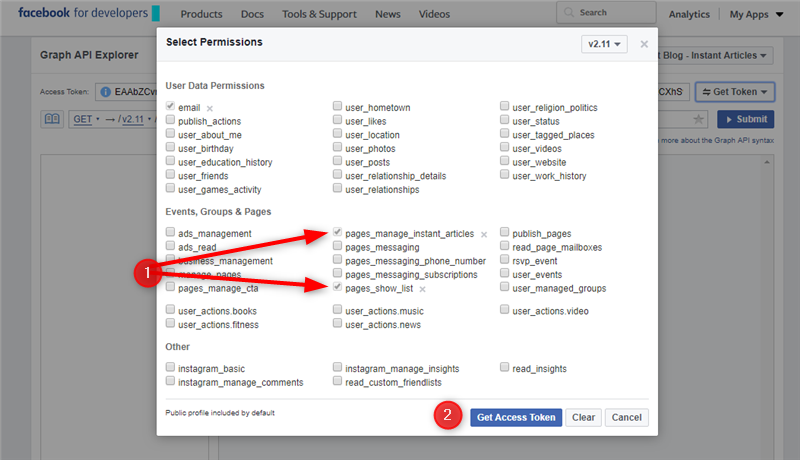 facebook for developers Products Docs Tools & Support News Videos Search Analytics My Apps
Graph API Explorer t Blog - Instant Articles
Access Token: EAAbZCvr CXhS Get Token
GET → /v2.11 Submit
more about the Graph API syntax
Select Permissions v2.11 ×
User Data Permissions
email × user_hometown user_religion_politics
publish_actions user_likes user_status
user_about_me user_location user_tagged_places
user_birthday user_photos user_videos
user_education_history user_posts user_website
user_friends user_relationship_details user_work_history
user_games_activity user_relationships
Events, Groups & Pages
ads_management pages_manage_instant_articles × publish_pages
ads_read pages_messaging read_page_mailboxes
business_management pages_messaging_phone_number rsvp_event
1 manage_pages pages_messaging_subscriptions user_events
pages_manage_cta pages_show_list × user_managed_groups
user_actions.books user_actions.music user_actions.video
user_actions.fitness user_actions.news
Other
instagram_basic instagram_manage_insights read_insights
instagram_manage_comments read_custom_friendlists
Public profile included by default 2 Get Access Token Clear Cancel